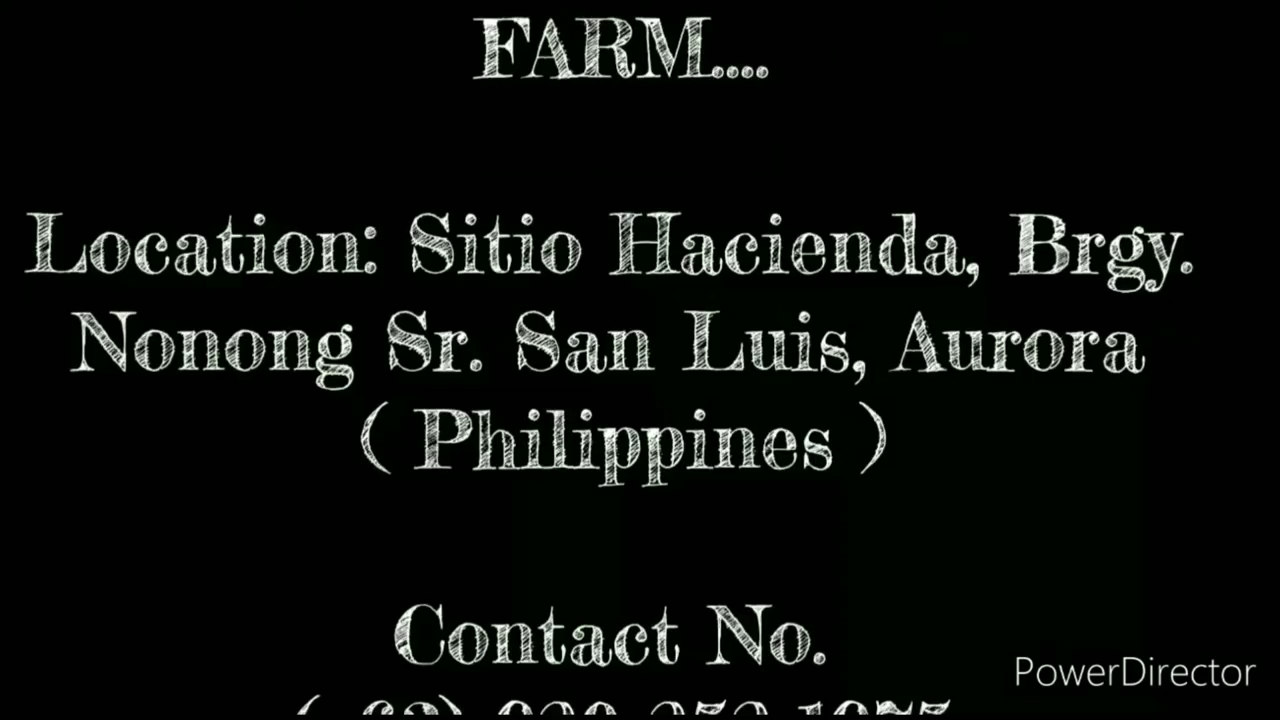 FARM....
Location: Sitio Hacienda, Brgy.
Nonong Sr. San Luis, Aurora
( Philippines )
Contact No.
PowerDirector